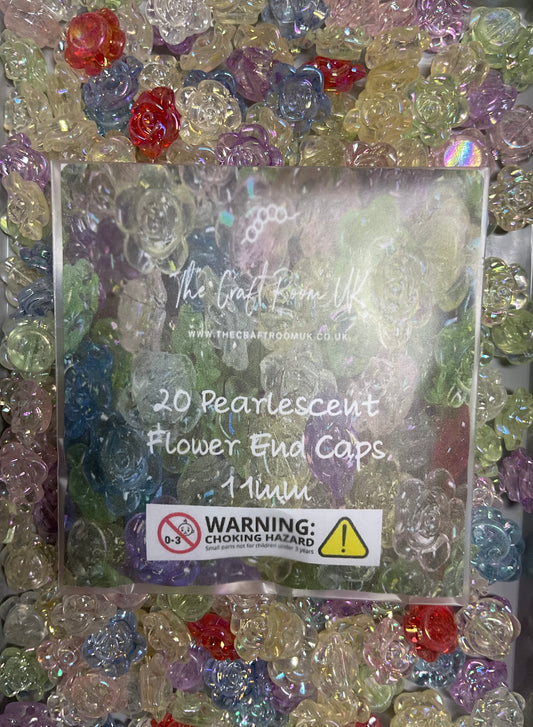 The Craft Room UK
WWW.THECRAFTROOMUK.CO.UK
20 Pearlescent
Flower End Caps
11mm
0-3
WARNING:
CHOKING HAZARD
Small parts not for children under 3 years